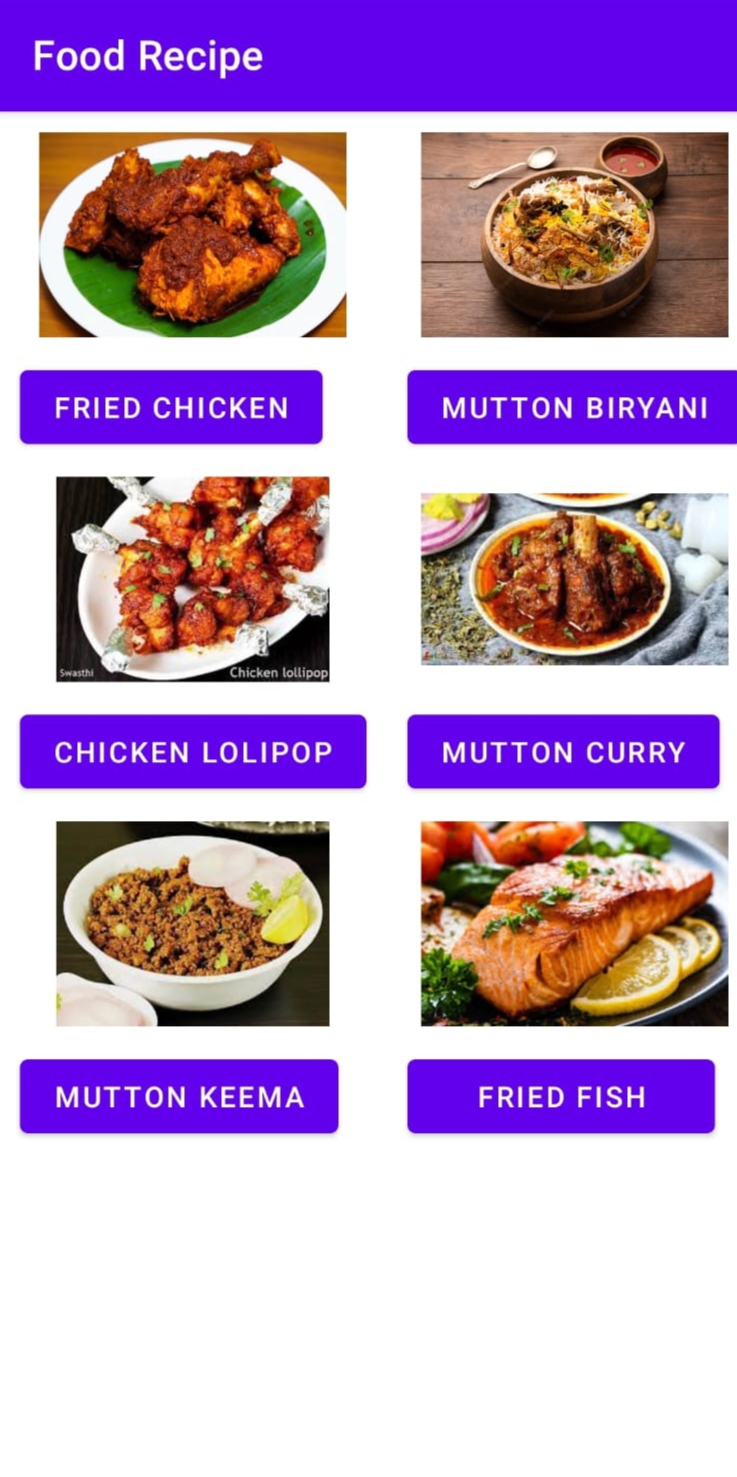 Food Recipe
FRIED CHICKEN
MUTTON BIRYANI
Swasthi
Chicken lollipop
CHICKEN LOLIPOP
MUTTON CURRY
MUTTON KEEMA
FRIED FISH